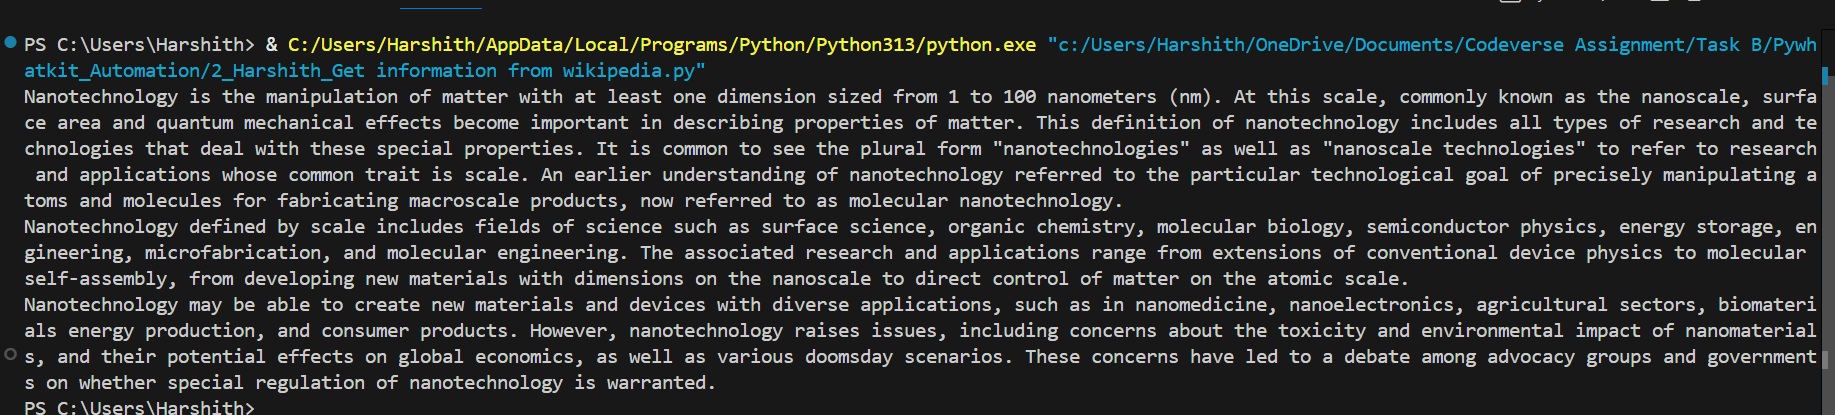 PS C:\Users\Harshith> & C:/Users/Harshith/AppData/Local/Programs/Python/Python313/python.exe "c:/Users/Harshith/OneDrive/Documents/Codeverse Assignment/Task B/Pywh
atkit_Automation/2_Harshith_Get information from wikipedia.py"
Nanotechnology is the manipulation of matter with at least one dimension sized from 1 to 100 nanometers (nm). At this scale, commonly known as the nanoscale, surfa
ce area and quantum mechanical effects become important in describing properties of matter. This definition of nanotechnology includes all types of research and te
chnologies that deal with these special properties. It is common to see the plural form "nanotechnologies" as well as "nanoscale technologies" to refer to research
 and applications whose common trait is scale. An earlier understanding of nanotechnology referred to the particular technological goal of precisely manipulating a
toms and molecules for fabricating macroscale products, now referred to as molecular nanotechnology.
Nanotechnology defined by scale includes fields of science such as surface science, organic chemistry, molecular biology, semiconductor physics, energy storage, en
gineering, microfabrication, and molecular engineering. The associated research and applications range from extensions of conventional device physics to molecular
self-assembly, from developing new materials with dimensions on the nanoscale to direct control of matter on the atomic scale.
Nanotechnology may be able to create new materials and devices with diverse applications, such as in nanomedicine, nanoelectronics, agricultural sectors, biomateri
als energy production, and consumer products. However, nanotechnology raises issues, including concerns about the toxicity and environmental impact of nanomaterial
s, and their potential effects on global economics, as well as various doomsday scenarios. These concerns have led to a debate among advocacy groups and government
s on whether special regulation of nanotechnology is warranted.
PS C:\Users\Harshith>